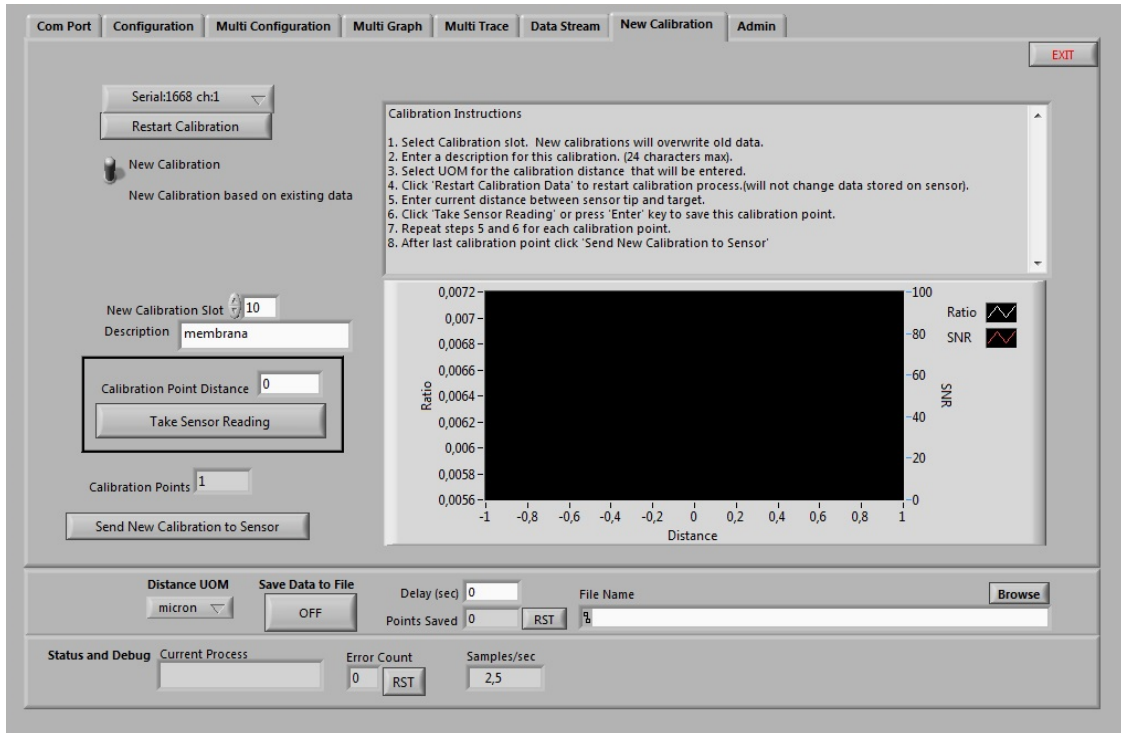 Com Port
Configuration
Multi Configuration
Multi Graph
Multi Trace
Data Stream
New Calibration
Admin
EXIT
Serial:1668 ch:1
Restart Calibration
New Calibration
New Calibration based on existing data
Calibration Instructions
1. Select Calibration slot. New calibrations will overwrite old data.
2. Enter a description for this calibration. (24 characters max).
3. Select UOM for the calibration distance that will be entered.
4. Click 'Restart Calibration Data' to restart calibration process.(will not change data stored on sensor).
5. Enter current distance between sensor tip and target.
6. Click 'Take Sensor Reading' or press 'Enter' key to save this calibration point.
7. Repeat steps 5 and 6 for each calibration point.
8. After last calibration point click 'Send New Calibration to Sensor'
New Calibration Slot 10
Description membrana
Calibration Point Distance 0
Take Sensor Reading
Calibration Points 1
Send New Calibration to Sensor
Ratio
0,0072
0,007
0,0068
0,0066
0,0064
0,0062
0,006
0,0058
0,0056
-1 -0,8 -0,6 -0,4 -0,2 0 0,2 0,4 0,6 0,8 1
Distance
100
80
60
40
20
0
SNR
Ratio
SNR
Distance UOM
micron
Save Data to File
OFF
Delay (sec) 0
Points Saved 0 RST
File Name
Browse
Status and Debug
Current Process
Error Count
0 RST
Samples/sec
2,5